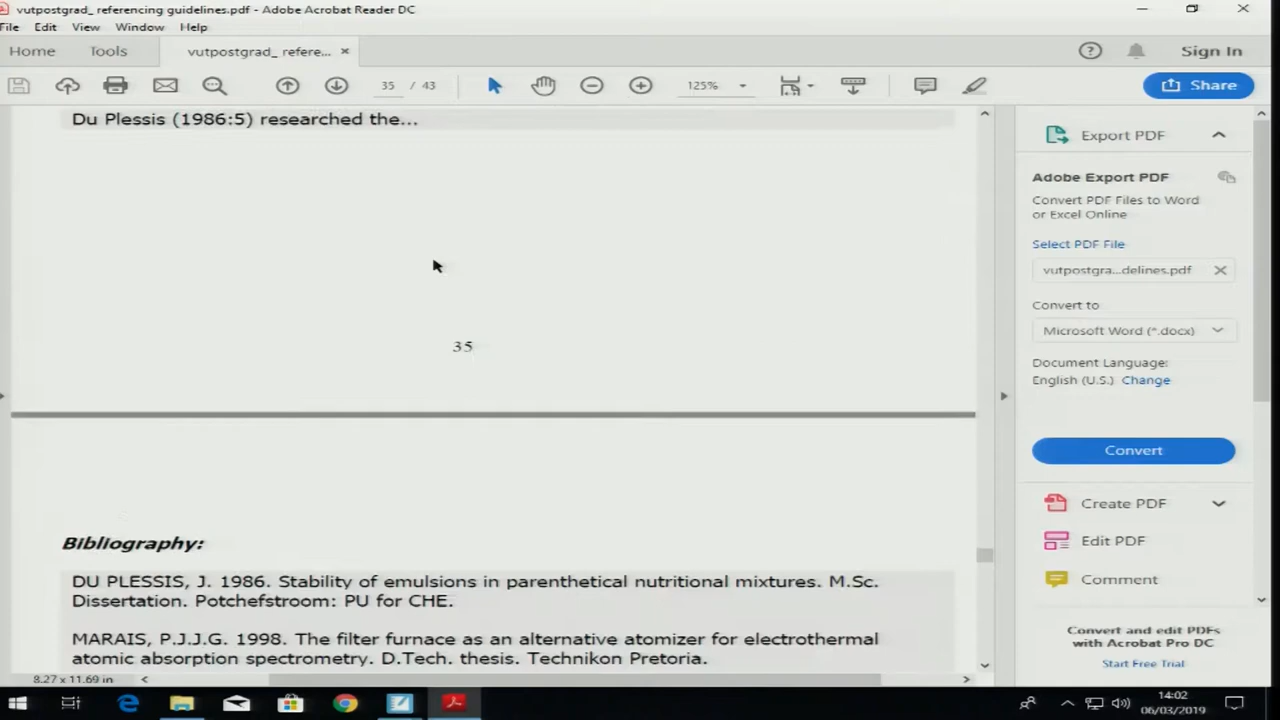 vutpostgrad_ referencing guidelines.pdf - Adobe Acrobat Reader DC
File Edit View Window Help
Home Tools vutpostgrad_ refere... × Sign In
35 / 43 125% Share
Du Plessis (1986:5) researched the...
35
Bibliography:
DU PLESSIS, J. 1986. Stability of emulsions in parenthetical nutritional mixtures. M.Sc.
Dissertation. Potchefstroom: PU for CHE.
MARAIS, P.J.J.G. 1998. The filter furnace as an alternative atomizer for electrothermal
atomic absorption spectrometry. D.Tech. thesis. Technikon Pretoria.
8.27 x 11.69 in
Export PDF
Adobe Export PDF
Convert PDF Files to Word
or Excel Online
Select PDF File
vutpostgra...delines.pdf
Convert to
Microsoft Word (*.docx)
Document Language:
English (U.S.) Change
Convert
Create PDF
Edit PDF
Comment
Convert and edit PDFs
with Acrobat Pro DC
Start Free Trial
14:02
06/03/2019